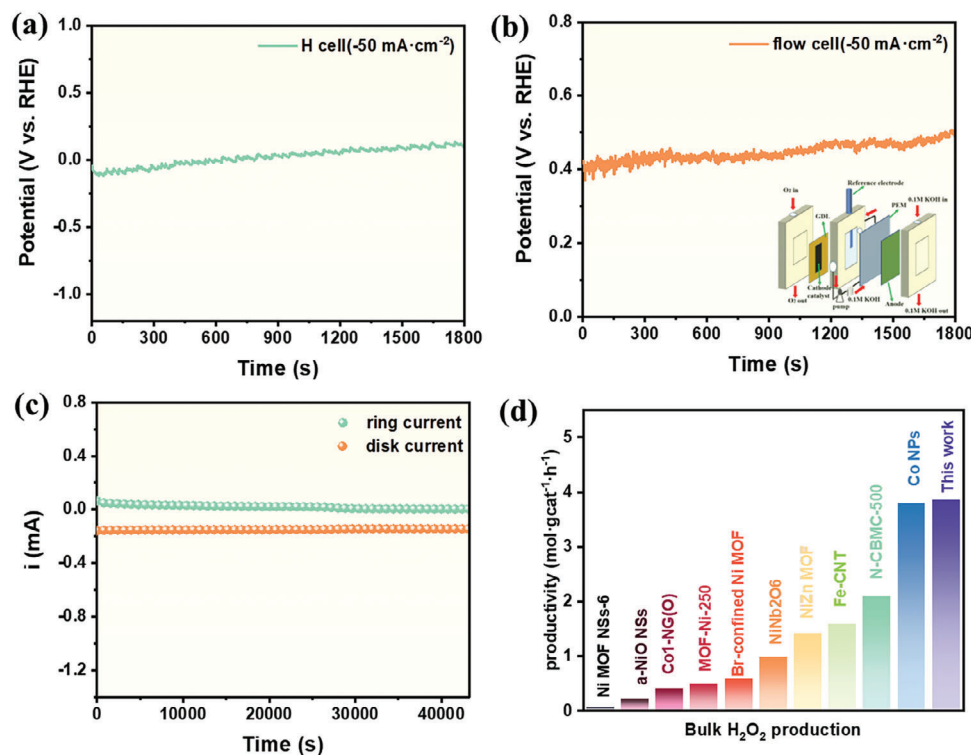 (a)
1.0
0.5
0.0
-0.5
-1.0
Potential (V vs. RHE)
H cell(-50 mA·cm⁻²)
0 300 600 900 1200 1500 1800
Time (s)
(b)
0.8
0.6
0.4
0.2
0.0
Potential (V vs. RHE)
flow cell(-50 mA·cm⁻²)
Reference electrode
O₂ in
PEM
0.1M KOH in
GDL
Cathode
catalyst
O₂ out
pump
0.1M KOH
Anode
0.1M KOH out
0 300 600 900 1200 1500 1800
Time (s)
(c)
0.8
0.4
0.0
-0.4
-0.8
-1.2
i (mA)
ring current
disk current
0 10000 20000 30000 40000
Time (s)
(d)
5
4
3
2
1
0
productivity (mol·gcat⁻¹·h⁻¹)
Ni MOF NSs-6
a-NiO NSs
Co1-NG(O)
MOF-Ni-250
Br-confined Ni MOF
NiNb2O6
NIZn MOF
Fe-CNT
N-CBMC-500
Co NPs
This work
Bulk H₂O₂ production